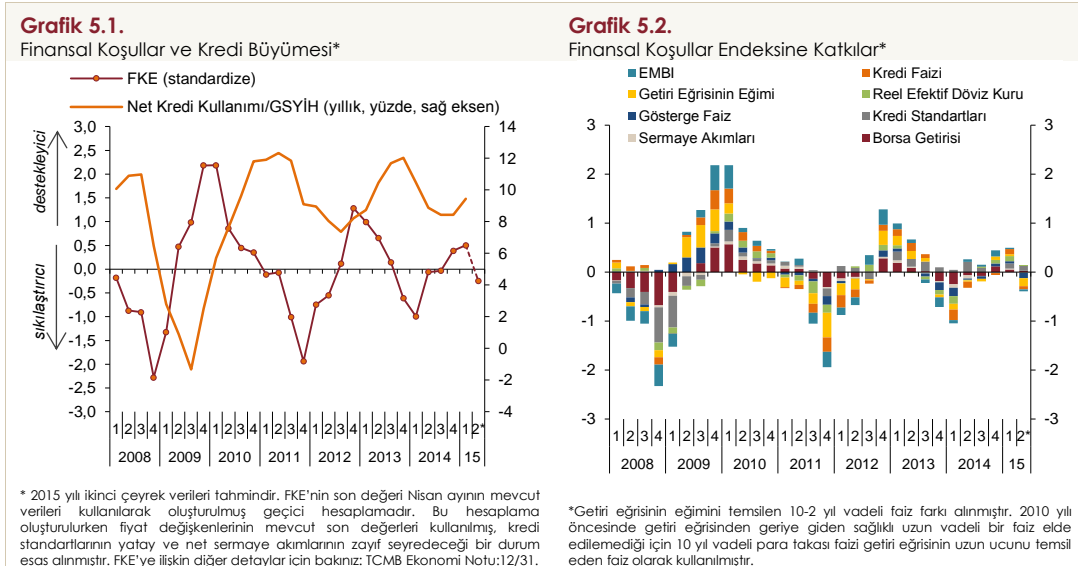 Grafik 5.1.
Finansal Koşullar ve Kredi Büyümesi*
FKE (standardize)
Net Kredi Kullanımı/GSYİH (yıllık, yüzde, sağ eksen)
destekleyici
sıkılaştırıcı
3,0
2,5
2,0
1,5
1,0
0,5
0,0
-0,5
-1,0
-1,5
-2,0
-2,5
-3,0
14
12
10
8
6
4
2
0
-2
-4
1 2 3 4 1 2 3 4 1 2 3 4 1 2 3 4 1 2 3 4 1 2 3 4 1 2 3 4 1 2*
2008 2009 2010 2011 2012 2013 2014 15
* 2015 yılı ikinci çeyrek verileri tahmindir. FKE'nin son değeri Nisan ayının mevcut
verileri kullanılarak oluşturulmuş geçici hesaplamadır. Bu hesaplama
oluşturulurken fiyat değişkenlerinin mevcut son değerleri kullanılmış, kredi
standartlarının yatay ve net sermaye akımlarının zayıf seyredeceği bir durum
esas alınmıştır. FKE'ye ilişkin diğer detaylar için bakınız: TCMB Ekonomi Notu:12/31.
Grafik 5.2.
Finansal Koşullar Endeksine Katkılar*
EMBI
Kredi Faizi
Getiri Eğrisinin Eğimi
Reel Efektif Döviz Kuru
Gösterge Faiz
Kredi Standartları
Sermaye Akımları
Borsa Getirisi
3
2
1
0
-1
-2
-3
3
2
1
0
-1
-2
-3
1 2 3 4 1 2 3 4 1 2 3 4 1 2 3 4 1 2 3 4 1 2 3 4 1 2 3 4 1 2*
2008 2009 2010 2011 2012 2013 2014 15
*Getiri eğrisinin eğimini temsilen 10-2 yıl vadeli faiz farkı alınmıştır. 2010 yılı
öncesinde getiri eğrisinden geriye giden sağlıklı uzun vadeli bir faiz elde
edilemediği için 10 yıl vadeli para takası faizi getiri eğrisinin uzun ucunu temsil
eden faiz olarak kullanılmıştır.